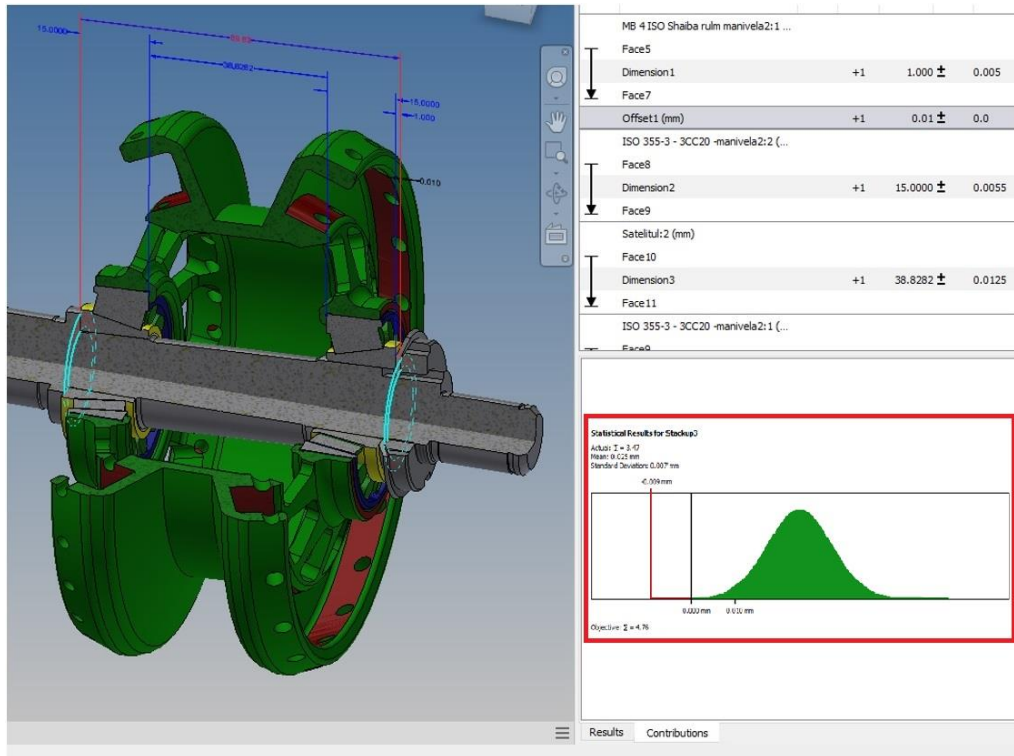 15.0000
38.8282
15.0000
1.000
0.010
MB 4 ISO Shaiba rulm manivela2:1 ...
Face5
Dimension1 +1 1.000 ± 0.005
Face7
Offset1 (mm) +1 0.01 ± 0.0
ISO 355-3 - 3CC20 -manivela2:2 (...
Face8
Dimension2 +1 15.0000 ± 0.0055
Face9
Satelitul:2 (mm)
Face10
Dimension3 +1 38.8282 ± 0.0125
Face11
ISO 355-3 - 3CC20 -manivela2:1 (...
Face9
Statistical Results for Stackup3
Actual: Σ = 3.47
Mean: 0.025 mm
Standard Deviation: 0.007 mm
-0.009 mm
0.000 mm 0.010 mm
Objective: Σ = 4.76
Results Contributions